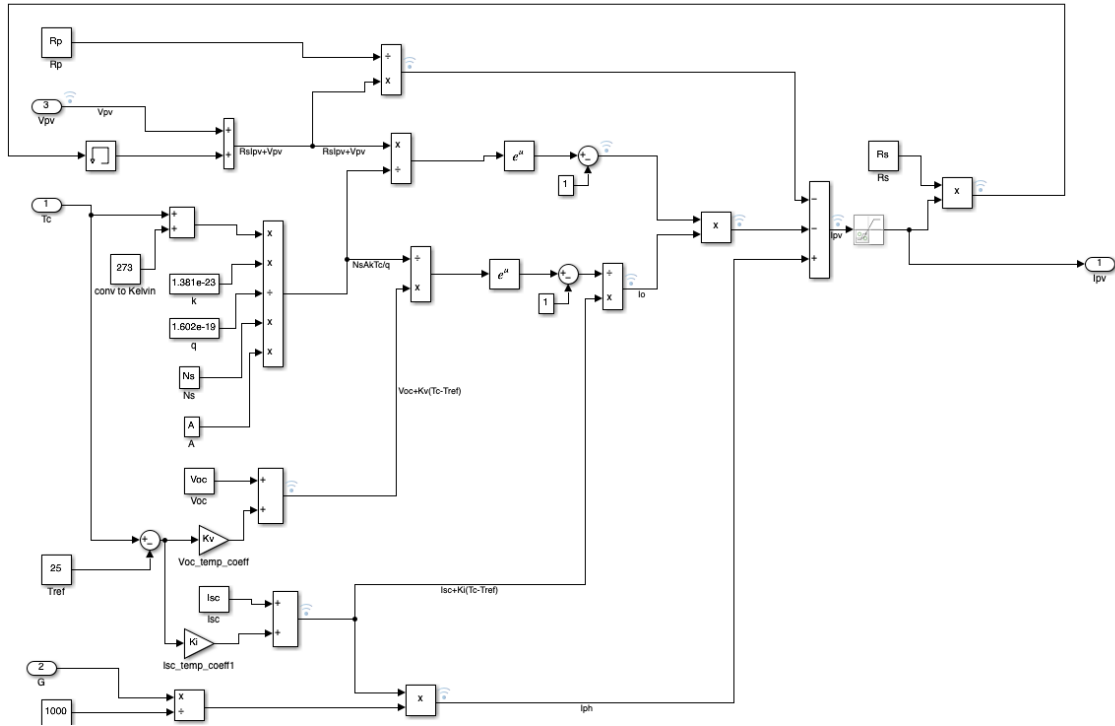 Rp
÷
x
Rp
3
Vpv
Vpv
+
+
RsIpv+Vpv
RsIpv+Vpv
x
÷
e^u
+
−
1
Rs
Rs
x
1
Tc
+
+
273
conv to Kelvin
1.381e-23
k
1.602e-19
q
Ns
Ns
A
A
x
x
÷
x
x
NsAkTc/q
÷
x
e^u
+
−
1
÷
x
Io
x
−
−
+
Ipv
1
Ipv
Voc+Kv(Tc-Tref)
Voc
Voc
+
+
+
−
Kv
Voc_temp_coeff
25
Tref
Isc
Isc
+
+
Isc+Ki(Tc-Tref)
Ki
Isc_temp_coeff1
2
G
x
÷
1000
x
Iph